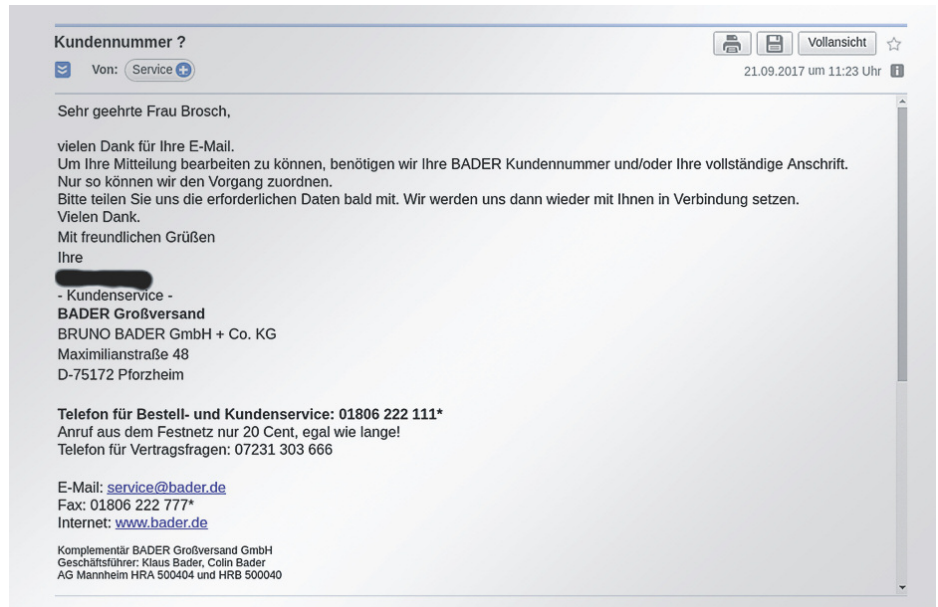 Kundennummer ?
Vollansicht
Von: Service
21.09.2017 um 11:23 Uhr
Sehr geehrte Frau Brosch,
vielen Dank für Ihre E-Mail.
Um Ihre Mitteilung bearbeiten zu können, benötigen wir Ihre BADER Kundennummer und/oder Ihre vollständige Anschrift.
Nur so können wir den Vorgang zuordnen.
Bitte teilen Sie uns die erforderlichen Daten bald mit. Wir werden uns dann wieder mit Ihnen in Verbindung setzen.
Vielen Dank.
Mit freundlichen Grüßen
Ihre
- Kundenservice -
BADER Großversand
BRUNO BADER GmbH + Co. KG
Maximilianstraße 48
D-75172 Pforzheim
Telefon für Bestell- und Kundenservice: 01806 222 111*
Anruf aus dem Festnetz nur 20 Cent, egal wie lange!
Telefon für Vertragsfragen: 07231 303 666
E-Mail: service@bader.de
Fax: 01806 222 777*
Internet: www.bader.de
Komplementär BADER Großversand GmbH
Geschäftsführer: Klaus Bader, Colin Bader
AG Mannheim HRA 500404 und HRB 500040